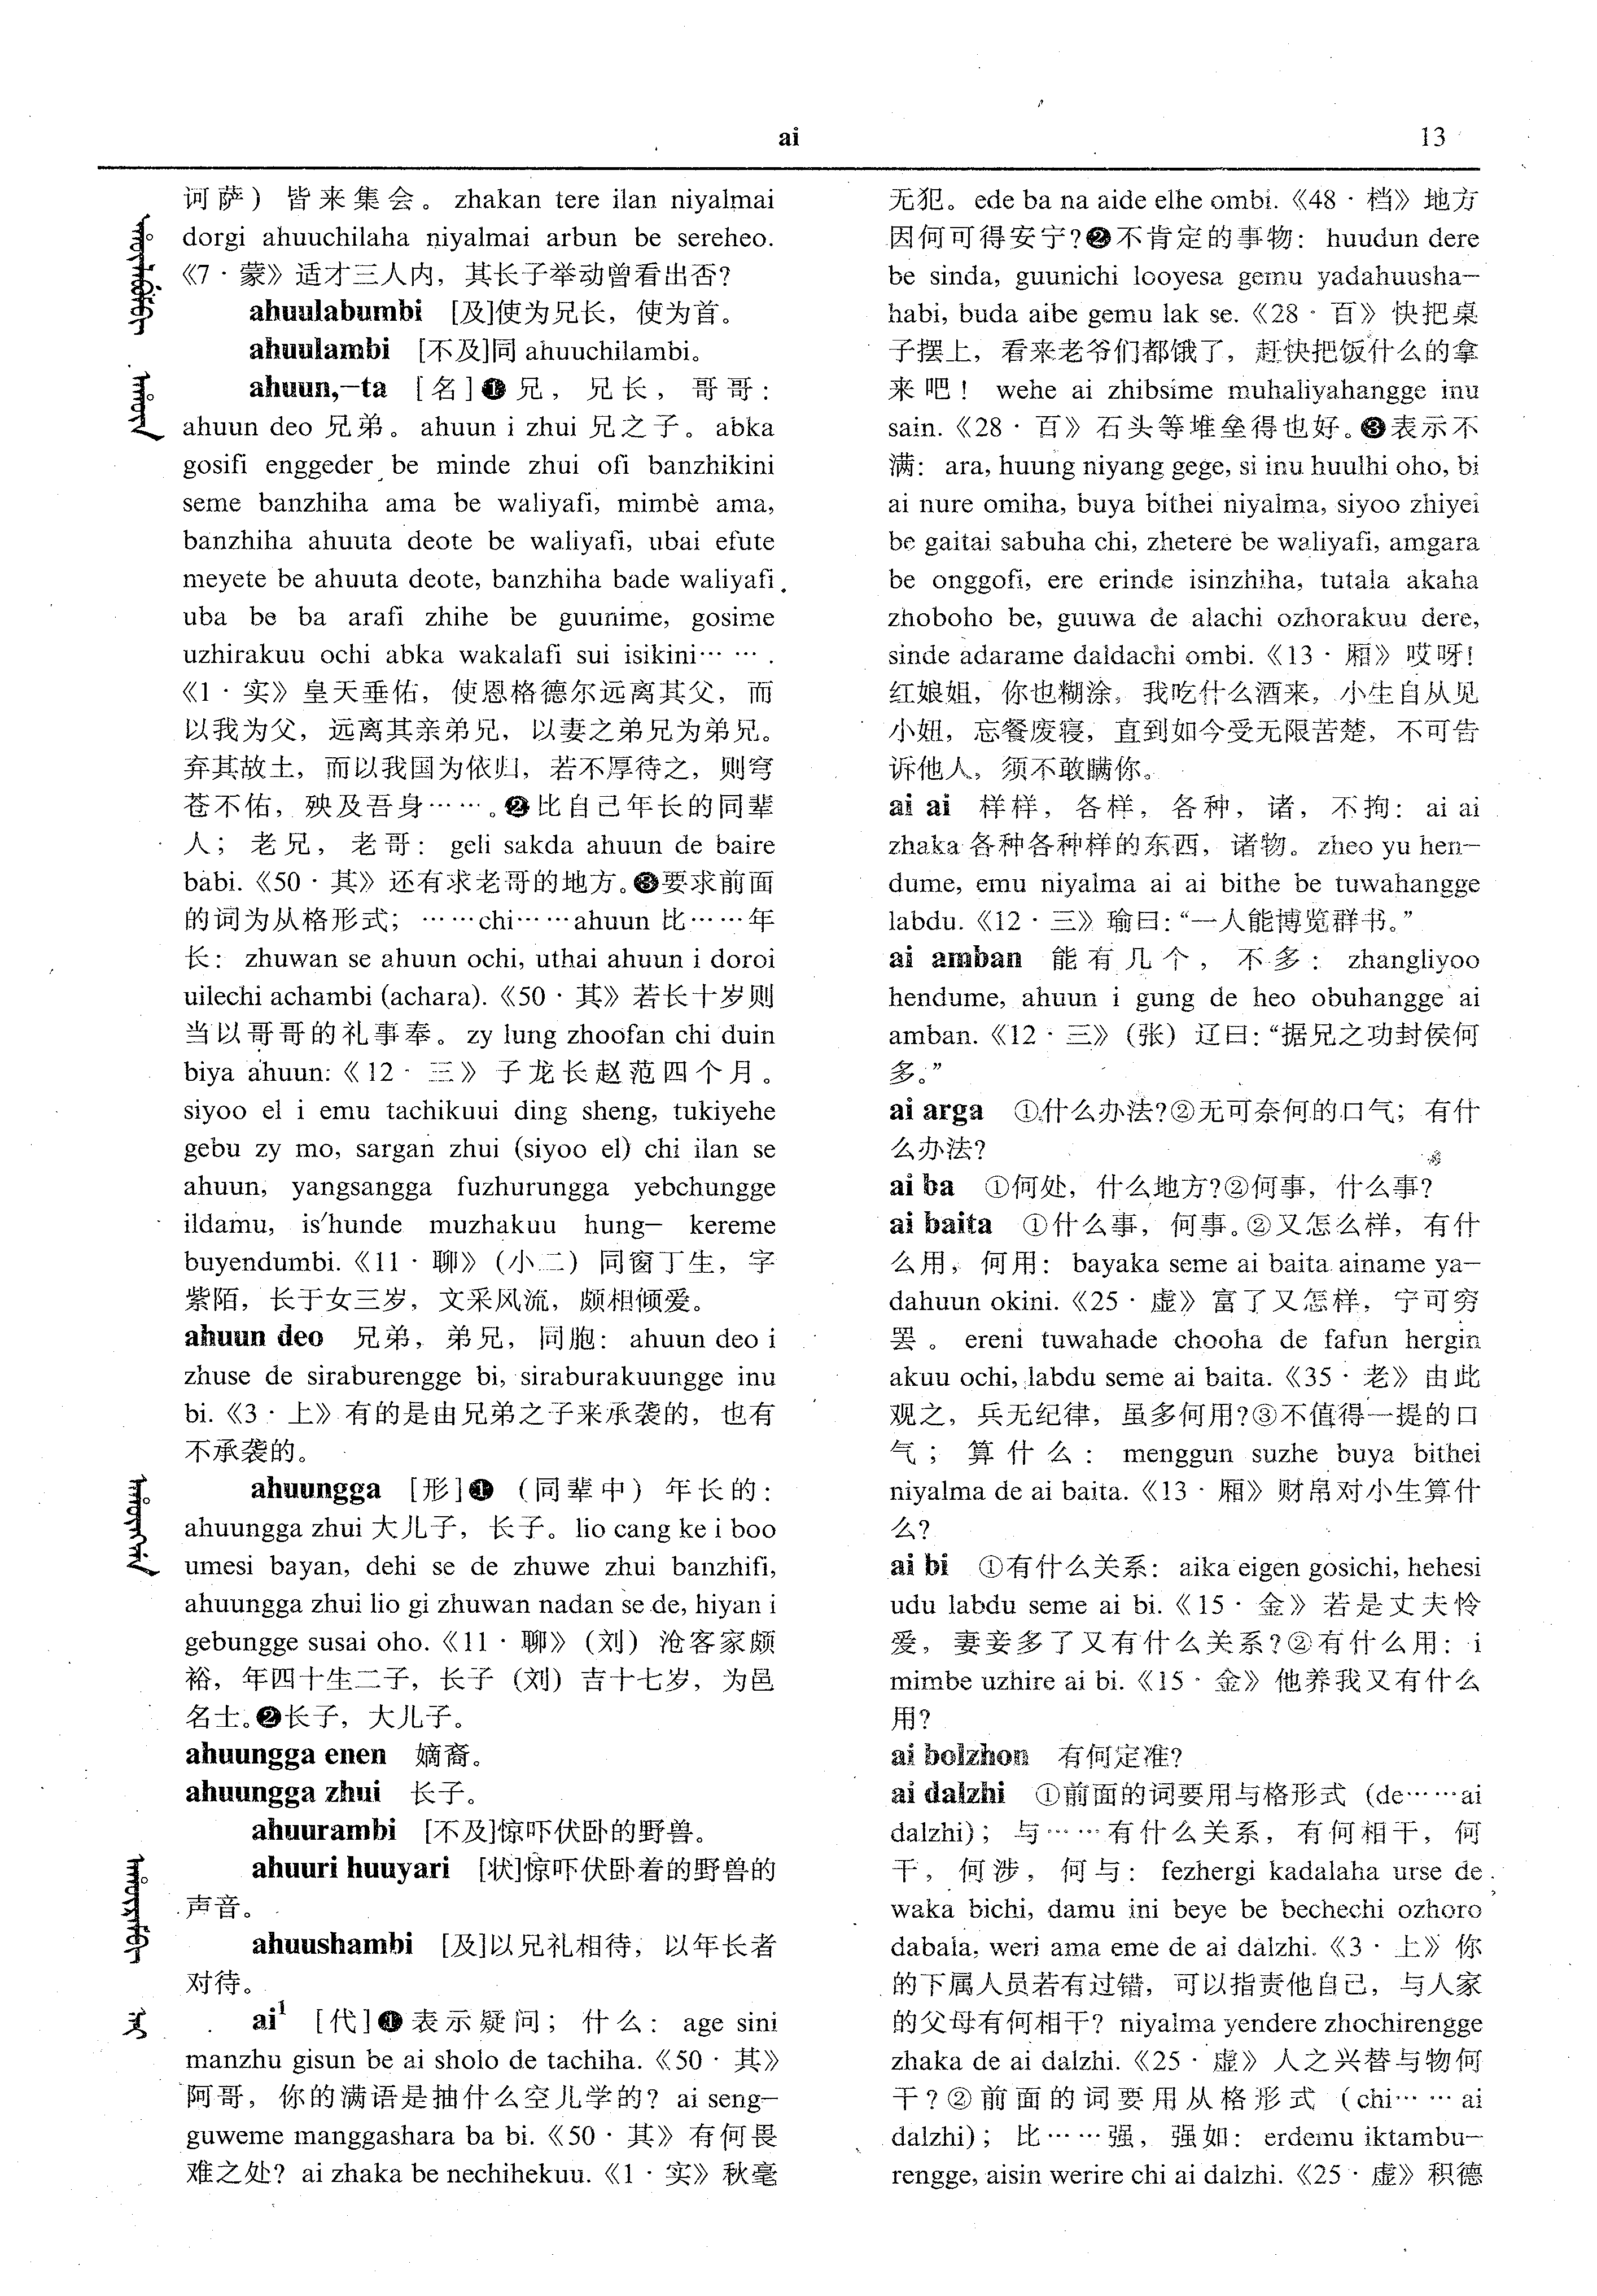 ai
13
诃萨）皆来集会。zhakan tere ilan niyalmai
dorgi ahuuchilaha niyalmai arbun be sereheo.
《7·蒙》适才三人内，其长子举动曾看出否？
ahuulabumbi [及]使为兄长，使为首。
ahuulambi [不及]同 ahuuchilambi。
ahuun,-ta [名]❶兄，兄长，哥哥：
ahuun deo 兄弟。ahuun i zhui 兄之子。abka
gosifi enggeder be minde zhui ofi banzhikini
seme banzhiha ama be waliyafi, mimbe ama,
banzhiha ahuuta deote be waliyafi, ubai efute
meyete be ahuuta deote, banzhiha bade waliyafi.
uba be ba arafi zhihe be guunime, gosime
uzhirakuu ochi abka wakalafi sui isikini… ….
《1·实》皇天垂佑，使恩格德尔远离其父，而
以我为父，远离其亲弟兄，以妻之弟兄为弟兄。
弃其故土，而以我国为依归，若不厚待之，则穹
苍不佑，殃及吾身……。❷比自己年长的同辈
人；老兄，老哥：geli sakda ahuun de baire
babi.《50·其》还有求老哥的地方。❸要求前面
的词为从格形式；……chi……ahuun 比……年
长：zhuwan se ahuun ochi, uthai ahuun i doroi
uilechi achambi (achara).《50·其》若长十岁则
当以哥哥的礼事奉。zy lung zhoofan chi duin
biya ahuun:《12·三》子龙长赵范四个月。
siyoo el i emu tachikuui ding sheng, tukiyehe
gebu zy mo, sargan zhui (siyoo el) chi ilan se
ahuun, yangsangga fuzhurungga yebchungge
ildamu, is'hunde muzhakuu hung- kereme
buyendumbi.《11·聊》（小二）同窗丁生，字
紫陌，长于女三岁，文采风流，颇相倾爱。
ahuun deo 兄弟，弟兄，同胞：ahuun deo i
zhuse de siraburengge bi, siraburakuungge inu
bi.《3·上》有的是由兄弟之子来承袭的，也有
不承袭的。
ahuungga [形]❶（同辈中）年长的：
ahuungga zhui 大儿子，长子。lio cang ke i boo
umesi bayan, dehi se de zhuwe zhui banzhifi,
ahuungga zhui lio gi zhuwan nadan se de, hiyan i
gebungge susai oho.《11·聊》（刘）沧客家颇
裕，年四十生二子，长子（刘）吉十七岁，为邑
名士。❷长子，大儿子。
ahuungga enen 嫡裔。
ahuungga zhui 长子。
ahuurambi [不及]惊吓伏卧的野兽。
ahuuri huuyari [状]惊吓伏卧着的野兽的
声音。
ahuushambi [及]以兄礼相待，以年长者
对待。
ai¹ [代]❶表示疑问；什么：age sini
manzhu gisun be ai sholo de tachiha.《50·其》
阿哥，你的满语是抽什么空儿学的？ai seng-
guweme manggashara ba bi.《50·其》有何畏
难之处？ai zhaka be nechihekuu.《1·实》秋毫
无犯。ede ba na aide elhe ombi.《48·档》地方
因何可得安宁？❷不肯定的事物：huudun dere
be sinda, guunichi looyesa gemu yadahuusha-
habi, buda aibe gemu lak se.《28·百》快把桌
子摆上，看来老爷们都饿了，赶快把饭什么的拿
来吧！wehe ai zhibsime muhaliyahangge inu
sain.《28·百》石头等堆垒得也好。❸表示不
满：ara, huung niyang gege, si inu huulhi oho, bi
ai nure omiha, buya bithei niyalma, siyoo zhiyei
be gaitai sabuha chi, zhetere be waliyafi, amgara
be onggofi, ere erinde isinzhiha, tutala akaha
zhoboho be, guuwa de alachi ozhorakuu dere,
sinde adarame daldachi ombi.《13·厢》哎呀！
红娘姐，你也糊涂，我吃什么酒来，小生自从见
小姐，忘餐废寝，直到如今受无限苦楚，不可告
诉他人，须不敢瞒你。
ai ai 样样，各样，各种，诸，不拘：ai ai
zhaka 各种各种样的东西，诸物。zheo yu hen-
dume, emu niyalma ai ai bithe be tuwahangge
labdu.《12·三》瑜曰：“一人能博览群书。”
ai amban 能有几个，不多：zhangliyoo
hendume, ahuun i gung de heo obuhangge ai
amban.《12·三》（张）辽曰：“据兄之功封侯何
多。”
ai arga ①什么办法？②无可奈何的口气；有什
么办法？
ai ba ①何处，什么地方？②何事，什么事？
ai baita ①什么事，何事。②又怎么样，有什
么用，何用：bayaka seme ai baita ainame ya-
dahuun okini.《25·虚》富了又怎样，宁可穷
罢。ereni tuwahade chooha de fafun hergin
akuu ochi, labdu seme ai baita.《35·老》由此
观之，兵无纪律，虽多何用？③不值得一提的口
气；算什么：menggun suzhe buya bithei
niyalma de ai baita.《13·厢》财帛对小生算什
么？
ai bi ①有什么关系：aika eigen gosichi, hehesi
udu labdu seme ai bi.《15·金》若是丈夫怜
爱，妻妾多了又有什么关系？②有什么用：i
mimbe uzhire ai bi.《15·金》他养我又有什么
用？
ai bolzhon 有何定准？
ai dalzhi ①前面的词要用与格形式（de……ai
dalzhi）；与……有什么关系，有何相干，何
干，何涉，何与：fezhergi kadalaha urse de
waka bichi, damu ini beye be bechechi ozhoro
dabala, weri ama eme de ai dalzhi.《3·上》你
的下属人员若有过错，可以指责他自己，与人家
的父母有何相干？niyalma yendere zhochirengge
zhaka de ai dalzhi.《25·虚》人之兴替与物何
干？②前面的词要用从格形式（chi……ai
dalzhi）；比……强，强如：erdemu iktambu-
rengge, aisin werire chi ai dalzhi.《25·虚》积德